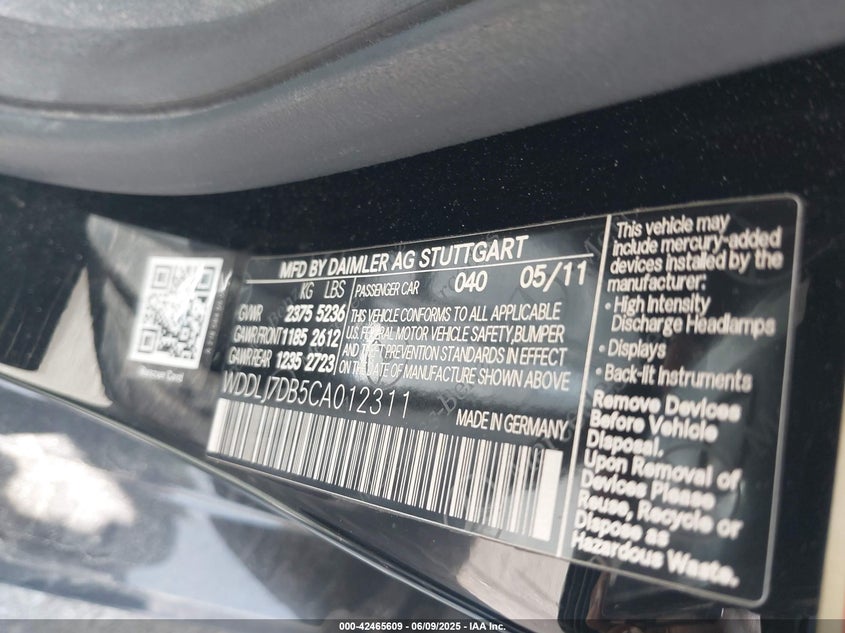 MFD BY DAIMLER AG STUTTGART
KG LBS
GVWR 2375 5236
GAWR FRONT 1185 2612
GAWR REAR 1235 2723
PASSENGER CAR 040 05/11
THIS VEHICLE CONFORMS TO ALL APPLICABLE
U.S. FEDERAL MOTOR VEHICLE SAFETY, BUMPER
AND THEFT PREVENTION STANDARDS IN EFFECT
ON DATE OF MANUFACTURE SHOWN ABOVE
WDDLJ7DB5CA012311
MADE IN GERMANY
This vehicle may
include mercury-added
devices installed by the
manufacturer:
• High Intensity
Discharge Headlamps
• Displays
• Back-lit Instruments
Remove Devices
Before Vehicle
Disposal.
Upon Removal of
Devices Please
Reuse, Recycle or
Dispose as
Hazardous Waste.
000-42465609 - 06/09/2025 - IAA Inc.